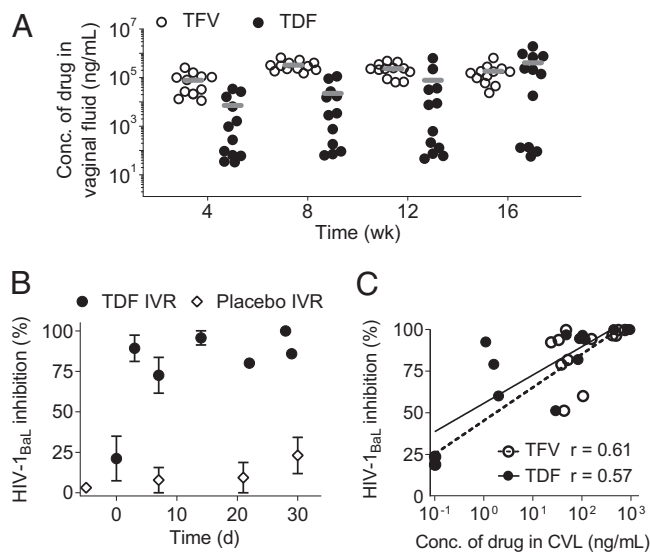 A
TFV TDF
Conc. of drug in
vaginal fluid (ng/mL)
10^7
10^5
10^3
10^1
4 8 12 16
Time (wk)
B
TDF IVR Placebo IVR
HIV-1_BaL inhibition (%)
100
75
50
25
0
0 10 20 30
Time (d)
C
HIV-1_BaL inhibition (%)
100
75
50
25
0
TFV r = 0.61
TDF r = 0.57
10^-1 10^0 10^1 10^2 10^3
Conc. of drug in CVL (ng/mL)